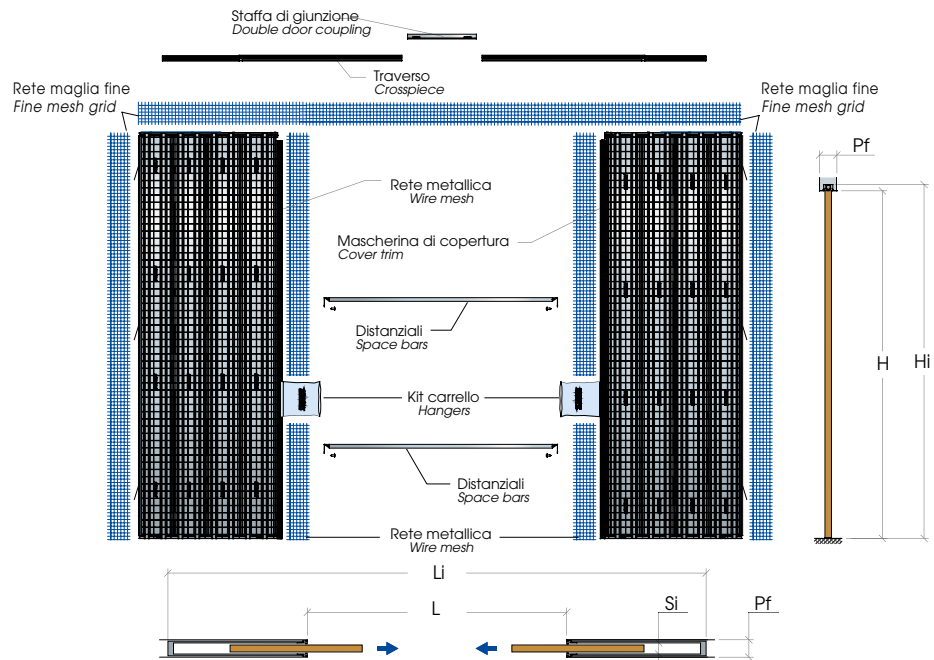 Staffa di giunzione
Double door coupling
Traverso
Crosspiece
Rete maglia fine
Fine mesh grid
Rete maglia fine
Fine mesh grid
Pf
Rete metallica
Wire mesh
Mascherina di copertura
Cover trim
Distanziali
Space bars
H
Hi
Kit carrello
Hangers
Distanziali
Space bars
Rete metallica
Wire mesh
Li
L
Si
Pf